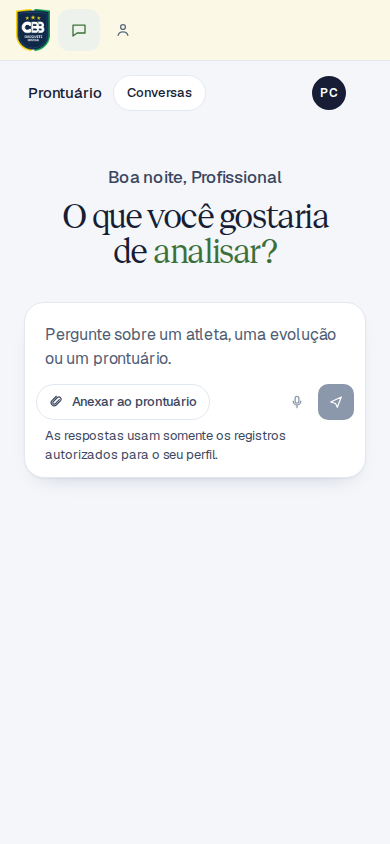 CBB
Prontuário
Conversas
PC
Boa noite, Profissional
O que você gostaria
de analisar?
Pergunte sobre um atleta, uma evolução
ou um prontuário.
Anexar ao prontuário
As respostas usam somente os registros
autorizados para o seu perfil.